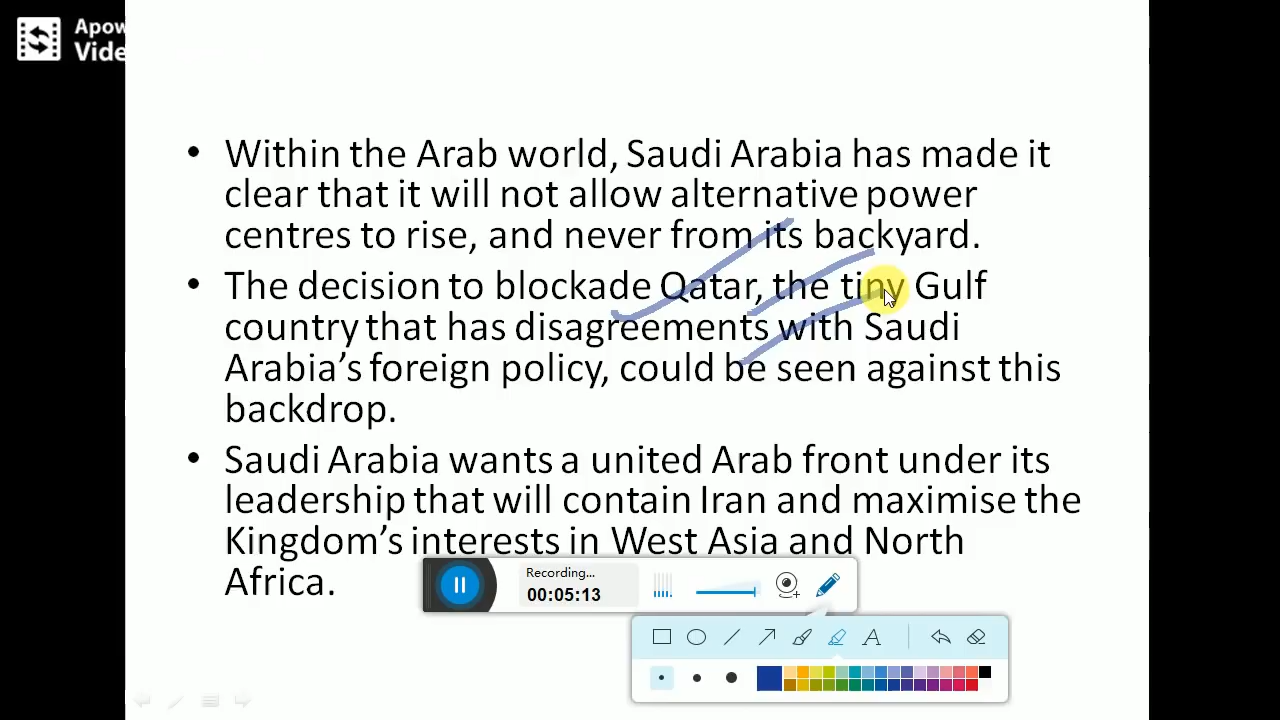 Apow
Vide
• Within the Arab world, Saudi Arabia has made it
clear that it will not allow alternative power
centres to rise, and never from its backyard.
• The decision to blockade Qatar, the tiny Gulf
country that has disagreements with Saudi
Arabia’s foreign policy, could be seen against this
backdrop.
• Saudi Arabia wants a united Arab front under its
leadership that will contain Iran and maximise the
Kingdom’s interests in West Asia and North
Africa.
Recording...
00:05:13
A